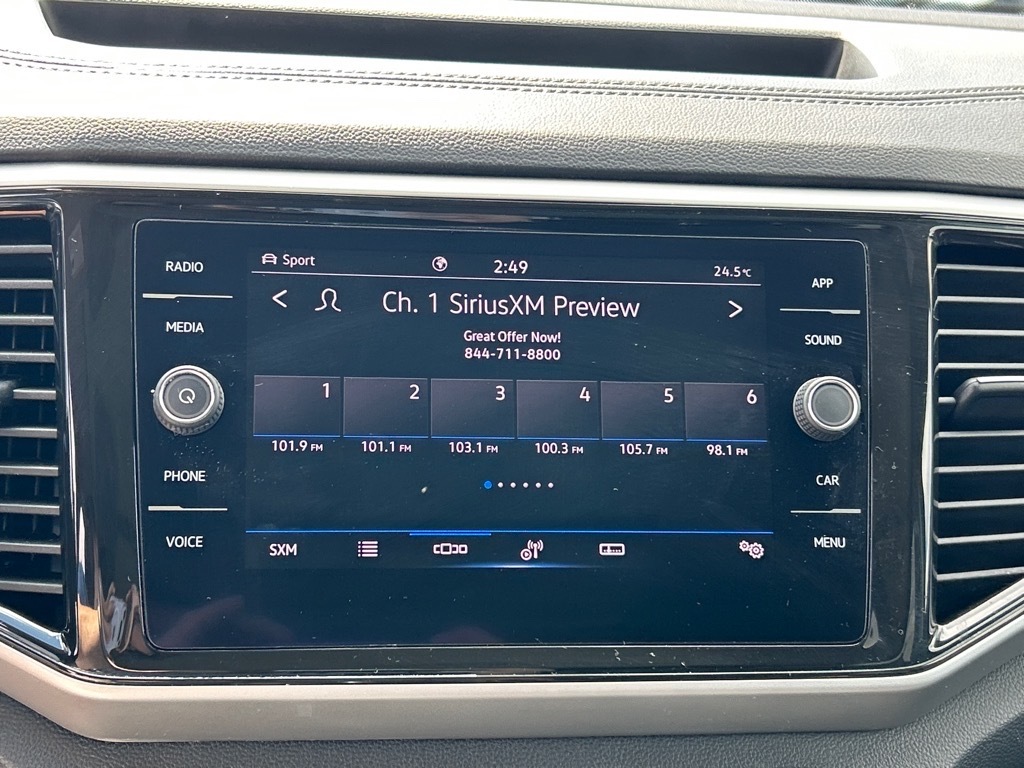 RADIO
MEDIA
PHONE
VOICE
Sport 2:49 24.5°C
< Ch. 1 SiriusXM Preview >
Great Offer Now!
844-711-8800
1 2 3 4 5 6
101.9 FM 101.1 FM 103.1 FM 100.3 FM 105.7 FM 98.1 FM
SXM
APP
SOUND
CAR
MENU